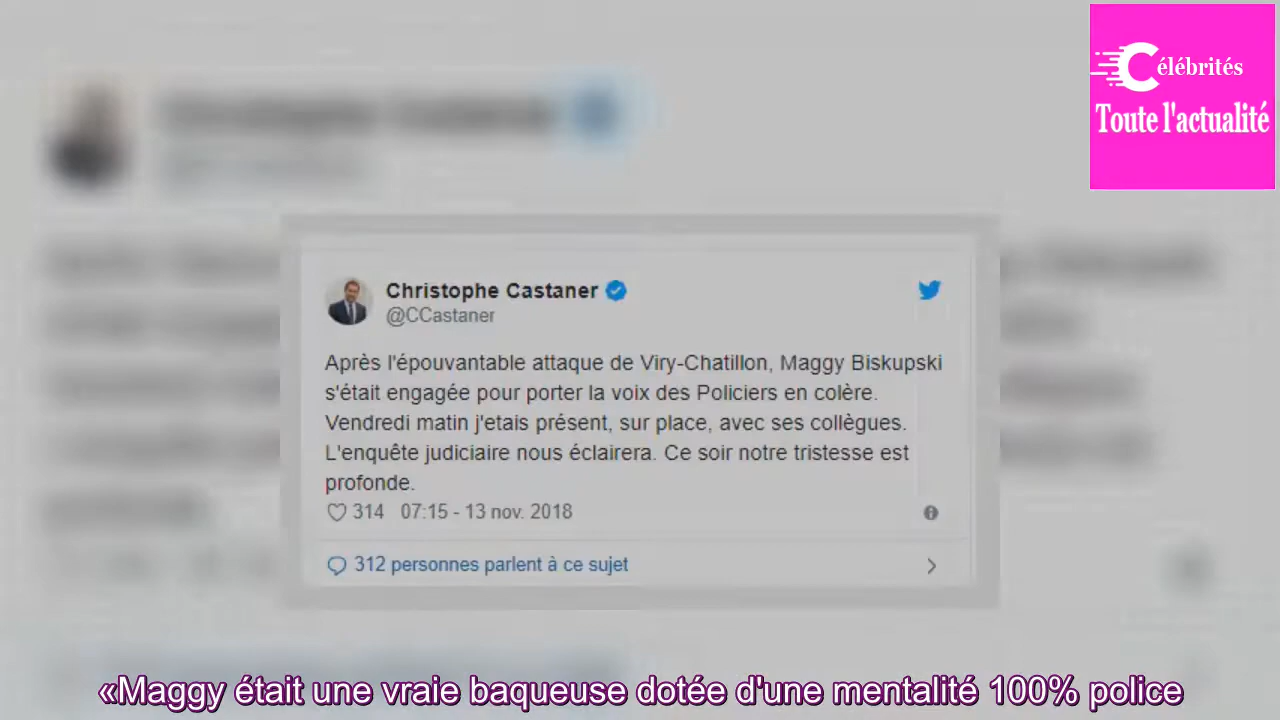 Célébrités
Toute l'actualité
Christophe Castaner
@CCastaner
Après l'épouvantable attaque de Viry-Chatillon, Maggy Biskupski
s'était engagée pour porter la voix des Policiers en colère.
Vendredi matin j'etais présent, sur place, avec ses collègues.
L'enquête judiciaire nous éclairera. Ce soir notre tristesse est
profonde.
314 07:15 - 13 nov. 2018
312 personnes parlent à ce sujet
«Maggy était une vraie baqueuse dotée d'une mentalité 100% police